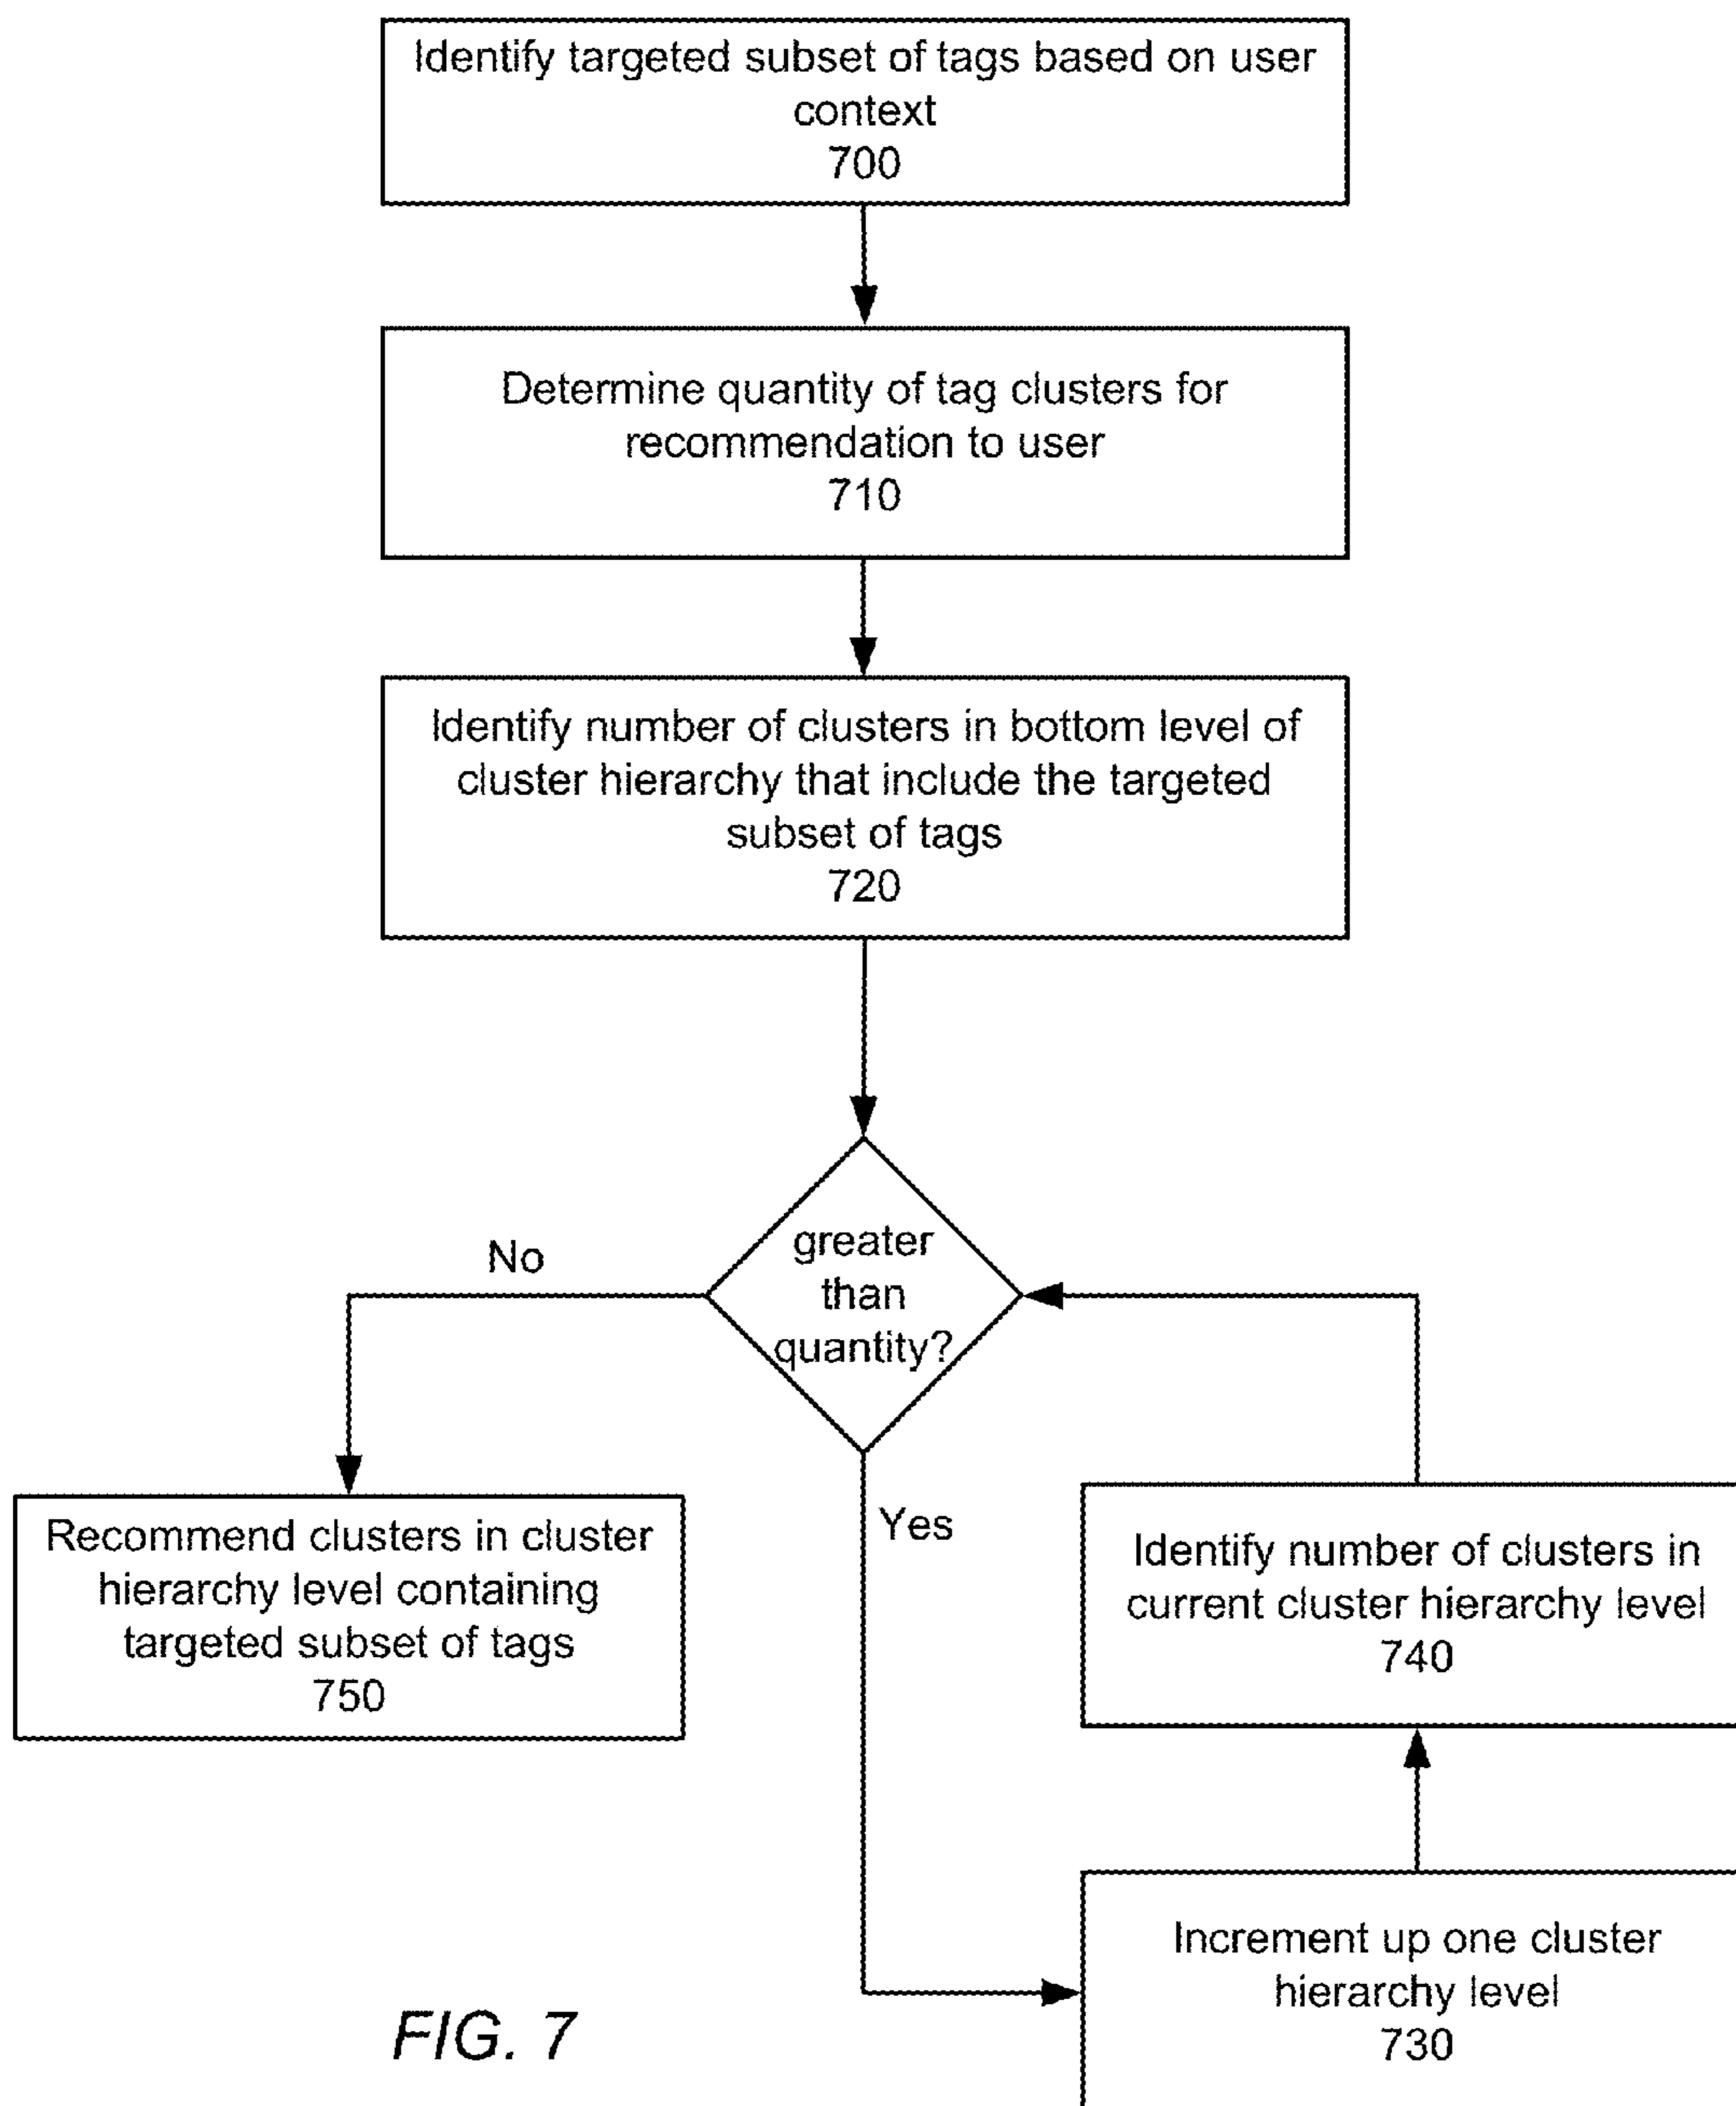 Identify targeted subset of tags based on user
context
700
Determine quantity of tag clusters for
recommendation to user
710
Identify number of clusters in bottom level of
cluster hierarchy that include the targeted
subset of tags
720
greater
than
quantity?
No
Yes
Recommend clusters in cluster
hierarchy level containing
targeted subset of tags
750
Identify number of clusters in
current cluster hierarchy level
740
Increment up one cluster
hierarchy level
730
FIG. 7